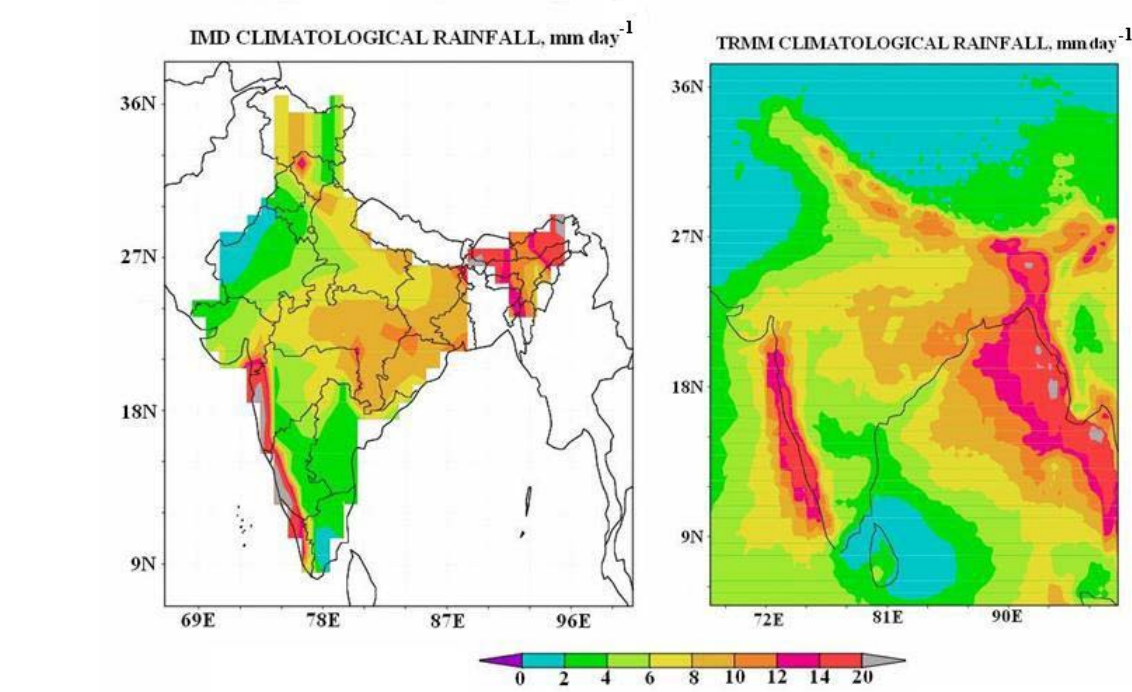 IMD CLIMATOLOGICAL RAINFALL, mm day-1
TRMM CLIMATOLOGICAL RAINFALL, mm day-1
36N
27N
18N
9N
69E 78E 87E 96E
36N
27N
18N
9N
72E 81E 90E
0 2 4 6 8 10 12 14 20